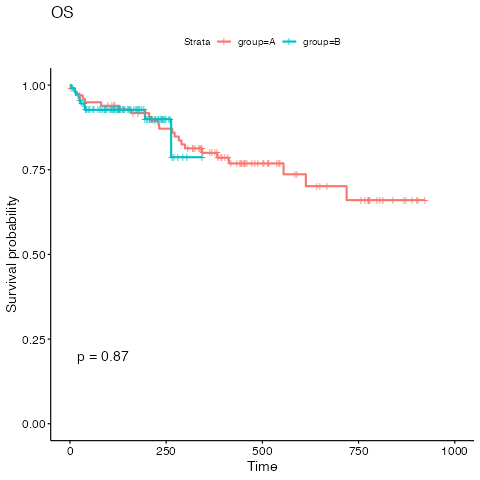 OS
Strata group=A group=B
1.00
0.75
0.50
0.25
0.00
Survival probability
p = 0.87
0 250 500 750 1000
Time